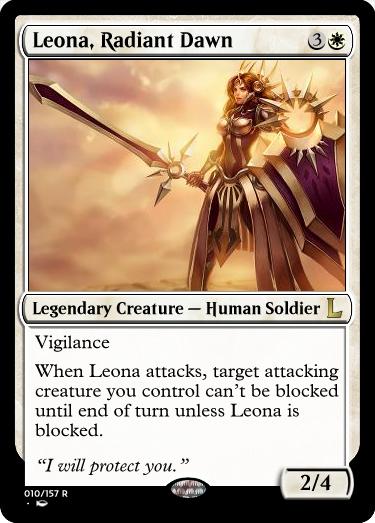 Leona, Radiant Dawn 3
Legendary Creature — Human Soldier L
Vigilance
When Leona attacks, target attacking
creature you control can't be blocked
until end of turn unless Leona is
blocked.
“I will protect you.”
2/4
010/157 R